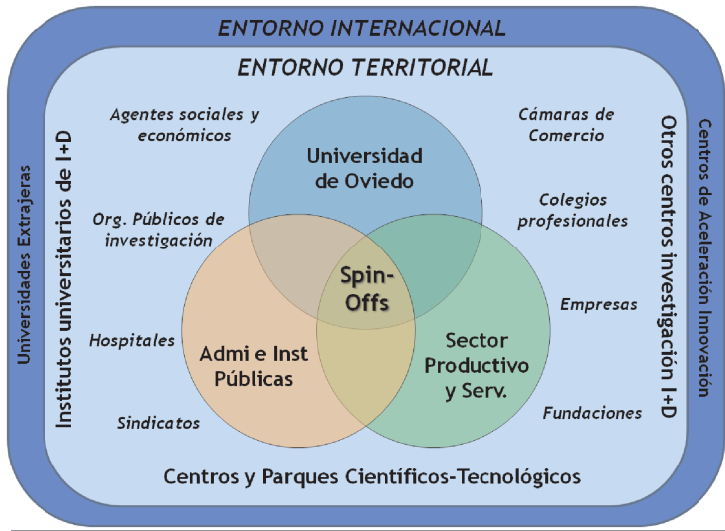 ENTORNO INTERNACIONAL
ENTORNO TERRITORIAL
Agentes sociales y
económicos
Cámaras de
Comercio
Universidad
de Oviedo
Colegios
profesionales
Org. Públicos de
investigación
Spin-
Offs
Empresas
Hospitales
Admi e Inst
Públicas
Sector
Productivo
y Serv.
Sindicatos
Fundaciones
Centros y Parques Científicos-Tecnológicos
Universidades Extrajeras
Institutos universitarios de I+D
Otros centros investigación I+D
Centros de Aceleración Innovación